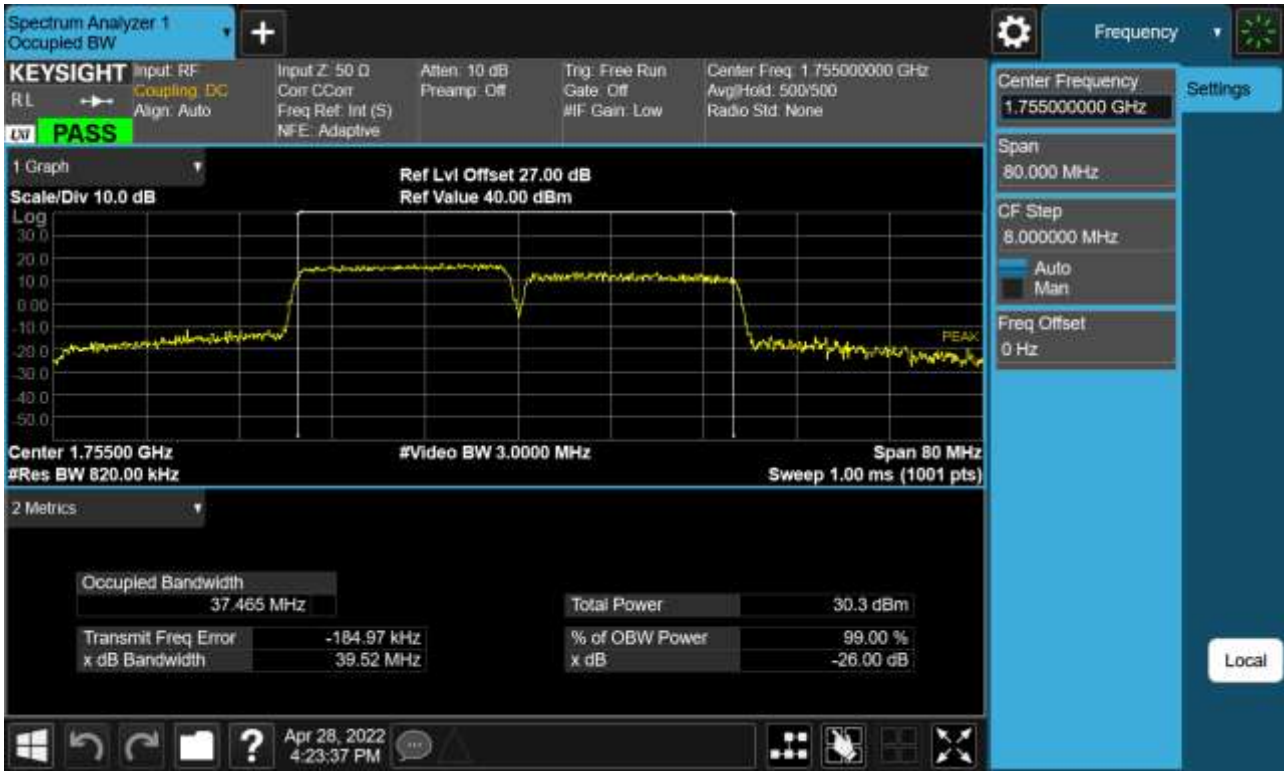 Spectrum Analyzer 1
Occupied BW
+
Frequency
KEYSIGHT
RL
PASS
Input: RF
Coupling: DC
Align: Auto
Input Z: 50 Ω
Corr CCorr
Freq Ref: Int (S)
NFE: Adaptive
Atten: 10 dB
Preamp: Off
Trig: Free Run
Gate: Off
#IF Gain: Low
Center Freq: 1.755000000 GHz
Avg|Hold: 500/500
Radio Std: None
Center Frequency
1.755000000 GHz
Settings
Span
80.000 MHz
CF Step
8.000000 MHz
Auto
Man
Freq Offset
0 Hz
1 Graph
Scale/Div 10.0 dB
Ref Lvl Offset 27.00 dB
Ref Value 40.00 dBm
Log
30.0
20.0
10.0
0.00
-10.0
-20.0
-30.0
-40.0
-50.0
PEAK
Center 1.75500 GHz
#Video BW 3.0000 MHz
Span 80 MHz
#Res BW 820.00 kHz
Sweep 1.00 ms (1001 pts)
2 Metrics
Occupied Bandwidth
37.465 MHz
Total Power 30.3 dBm
Transmit Freq Error -184.97 kHz
% of OBW Power 99.00 %
x dB Bandwidth 39.52 MHz
x dB -26.00 dB
Local
?
Apr 28, 2022
4:23:37 PM